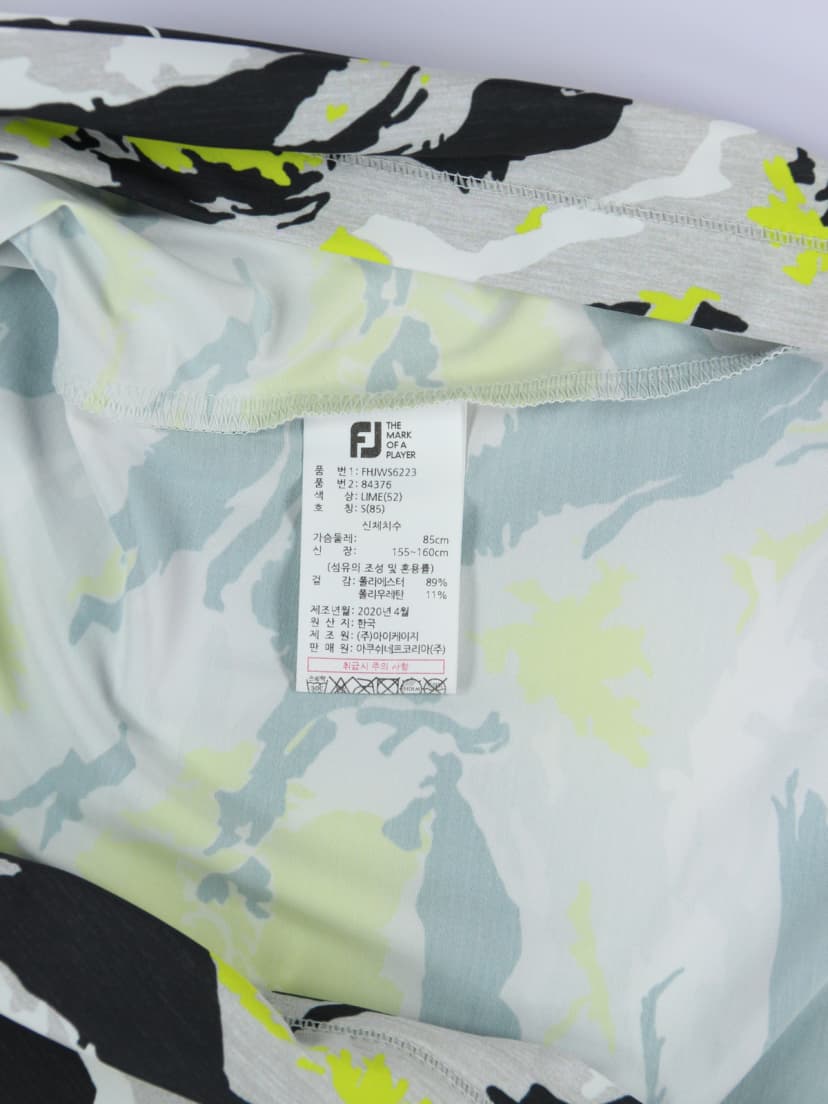 FJ THE
MARK
OF A
PLAYER
품 번1: FHJWS6223
품 번2: 84376
색 상: LIME(52)
호 칭: S(85)
신체치수
가슴둘레: 85cm
신 장: 155~160cm
(섬유의 조성 및 혼용률)
겉 감: 폴리에스터 89%
폴리우레탄 11%
제조년월: 2020년 4월
원 산 지: 한국
제 조 원: (주)아이케이지
판 매 원: 아쿠쉬네트코리아(주)
취급시 주의 사항